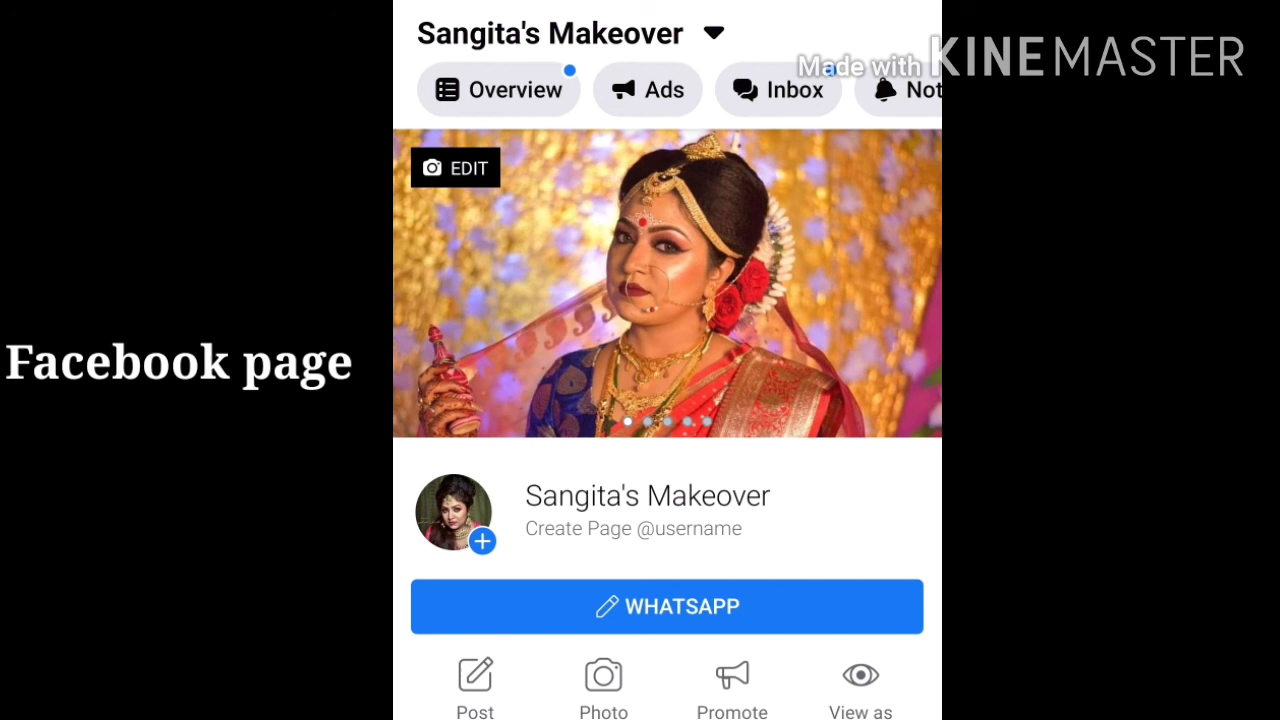 Sangita's Makeover
Made with KINEMASTER
Overview
Ads
Inbox
Not
EDIT
Facebook page
Sangita's Makeover
Create Page @username
WHATSAPP
Post
Photo
Promote
View as